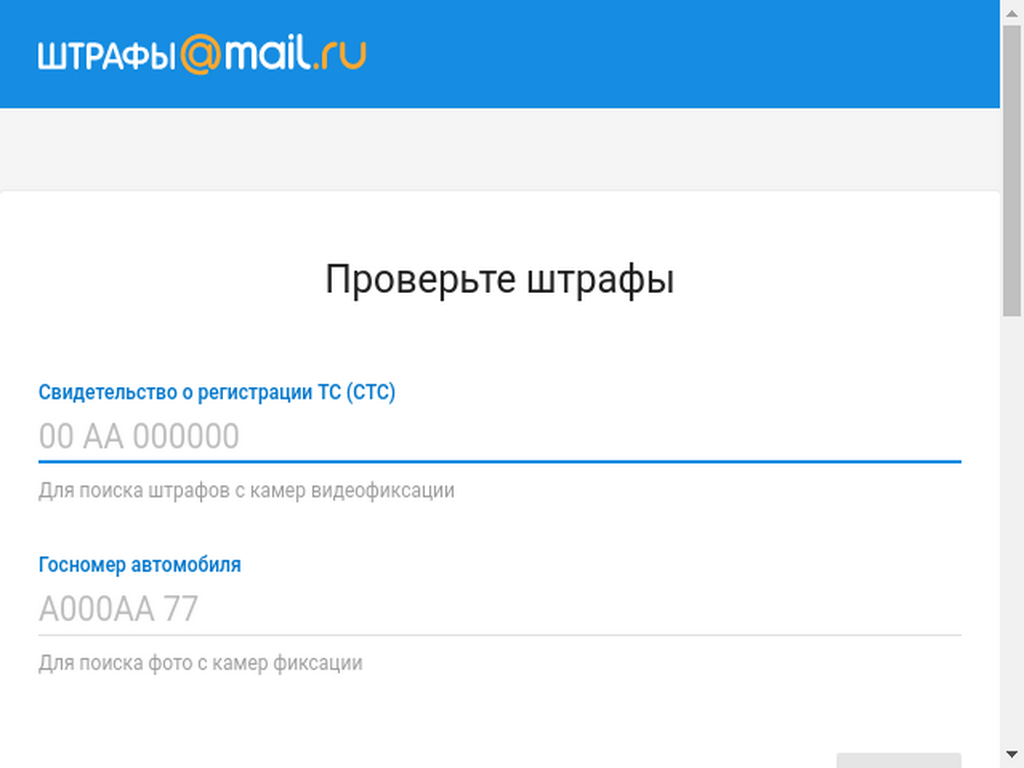 ШТРАФЫ@mail.ru
Проверьте штрафы
Свидетельство о регистрации ТС (СТС)
00 АА 000000
Для поиска штрафов с камер видеофиксации
Госномер автомобиля
А000АА 77
Для поиска фото с камер фиксации